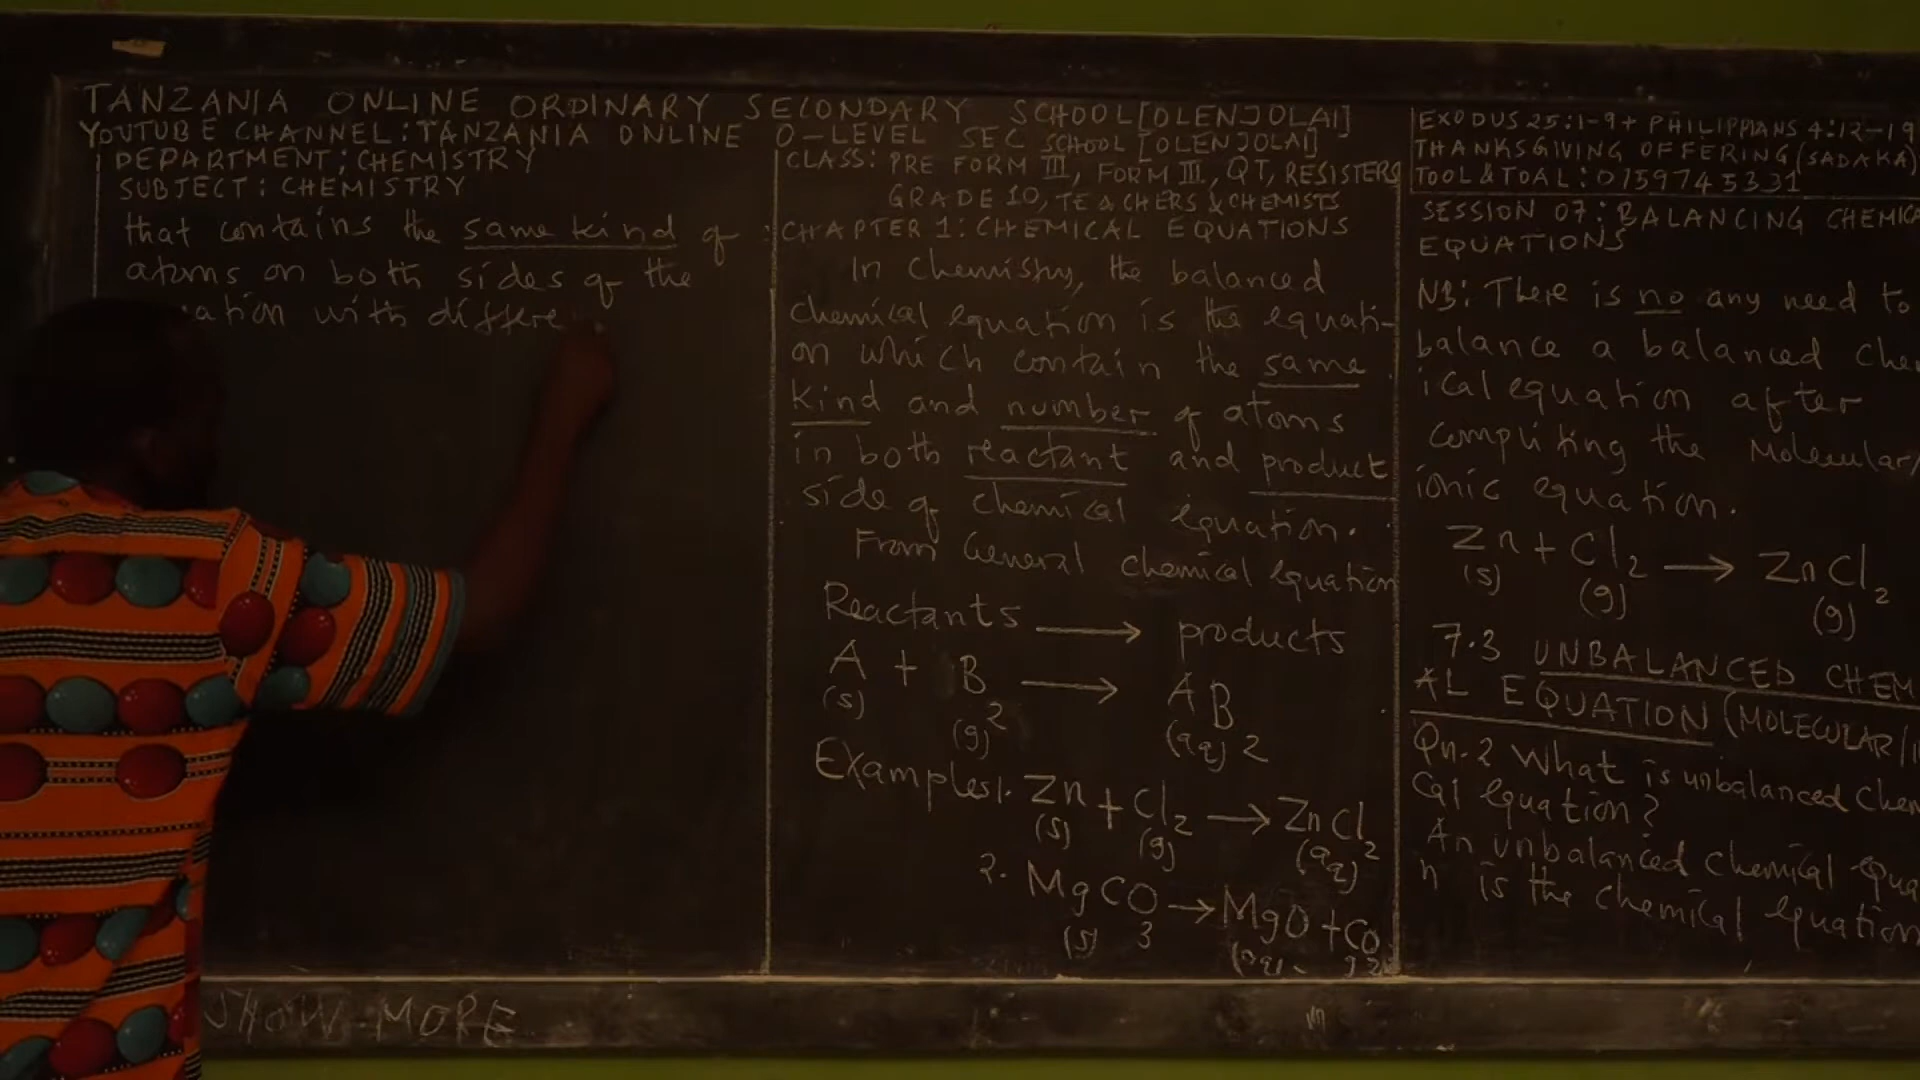 TANZANIA ONLINE ORDINARY SECONDARY SCHOOL[OLENJOLAI]
YOUTUBE CHANNEL:TANZANIA ONLINE O-LEVEL SEC SCHOOL [OLENJOLAI]
DEPARTMENT; CHEMISTRY
SUBJECT: CHEMISTRY
that contains the same kind of
atoms on both sides of the
ation with differe
CLASS: PRE FORM III, FORM III, QT, RESISTERS
GRADE 10, TEACHERS & CHEMISTS
CHAPTER 1: CHEMICAL EQUATIONS
In Chemistry, the balanced
chemical equation is the equati-
on which contain the same
kind and number of atoms
in both reactant and product
side of chemical equation.
From General chemical equation
Reactants → products
A + B2 → AB2
(s) (g) (aq)
Examples1. Zn + Cl2 → ZnCl2
(s) (g) (aq)
2. MgCO3 → MgO + CO2
(s) (aq) g
EXODUS 25:1-9 + PHILIPPIANS 4:12-19
THANKSGIVING OFFERING (SADAKA)
TOOL & TOAL: 0759745331
SESSION 07: BALANCING CHEMICA
EQUATIONS
NB: There is no any need to
balance a balanced chem
ical equation after
compliting the Molecular/
ionic equation.
Zn + Cl2 → ZnCl2
(s) (g) (g)
7.3 UNBALANCED CHEM
AL EQUATION (MOLECULAR/I
Qn.2 What is unbalanced chem
cal equation?
An unbalanced chemical equa
n is the chemical equation
SHOW MORE